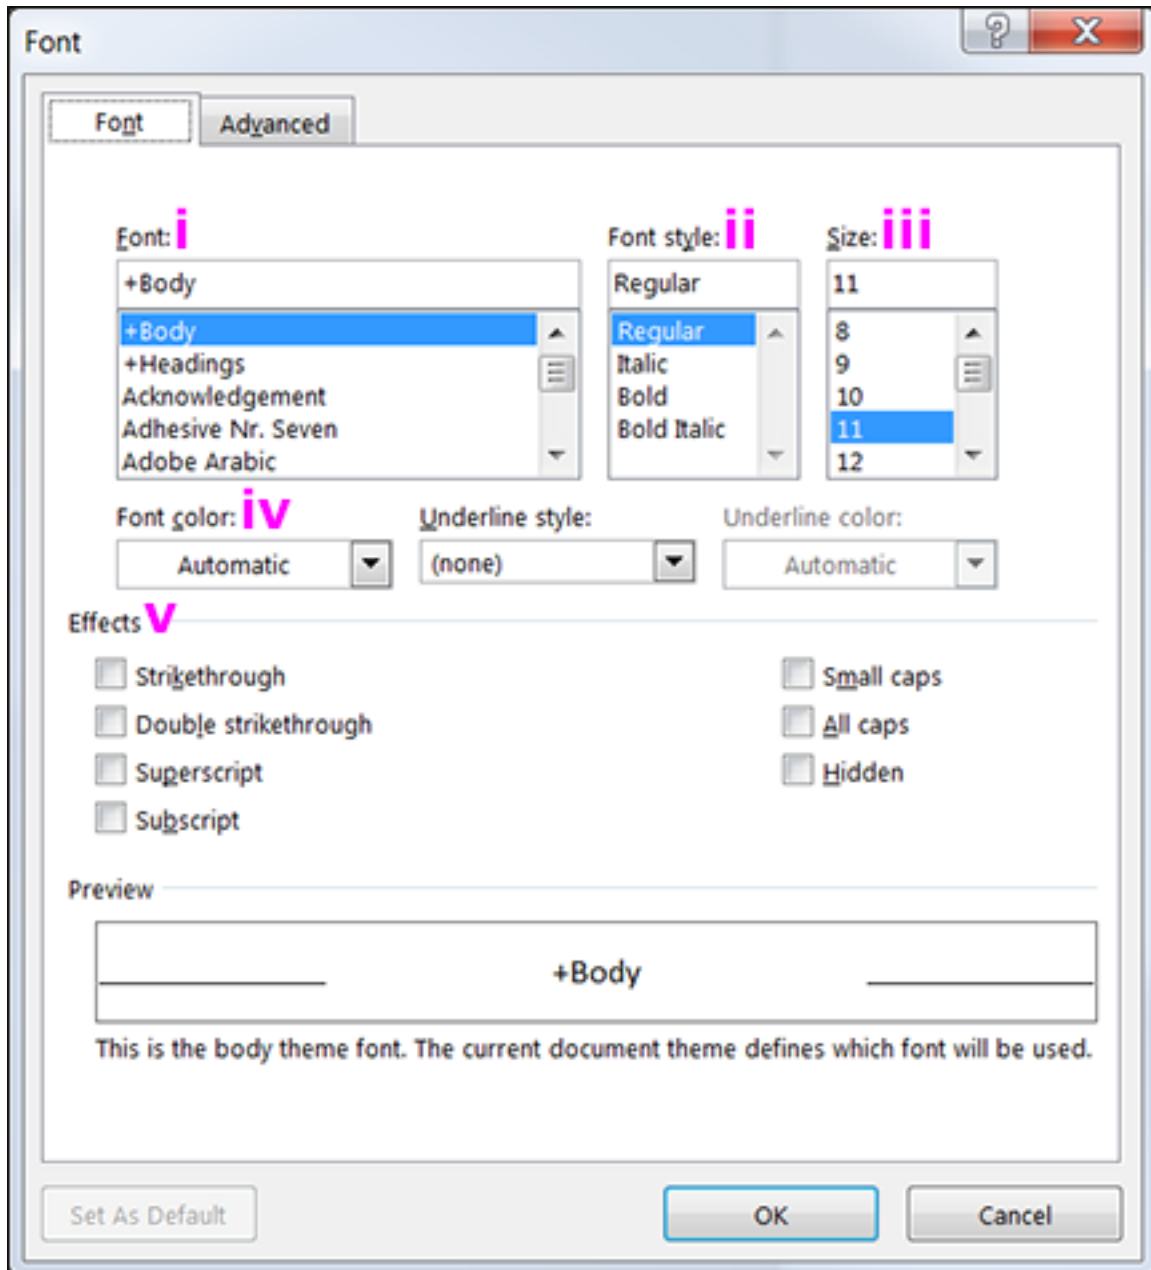 Font
Font Advanced
Font: i Font style: ii Size: iii
+Body Regular 11
+Body Regular 8
+Headings Italic 9
Acknowledgement Bold 10
Adhesive Nr. Seven Bold Italic 11
Adobe Arabic 12
Font color: iv Underline style: Underline color:
Automatic (none) Automatic
Effects v
Strikethrough Small caps
Double strikethrough All caps
Superscript Hidden
Subscript
Preview
+Body
This is the body theme font. The current document theme defines which font will be used.
Set As Default OK Cancel